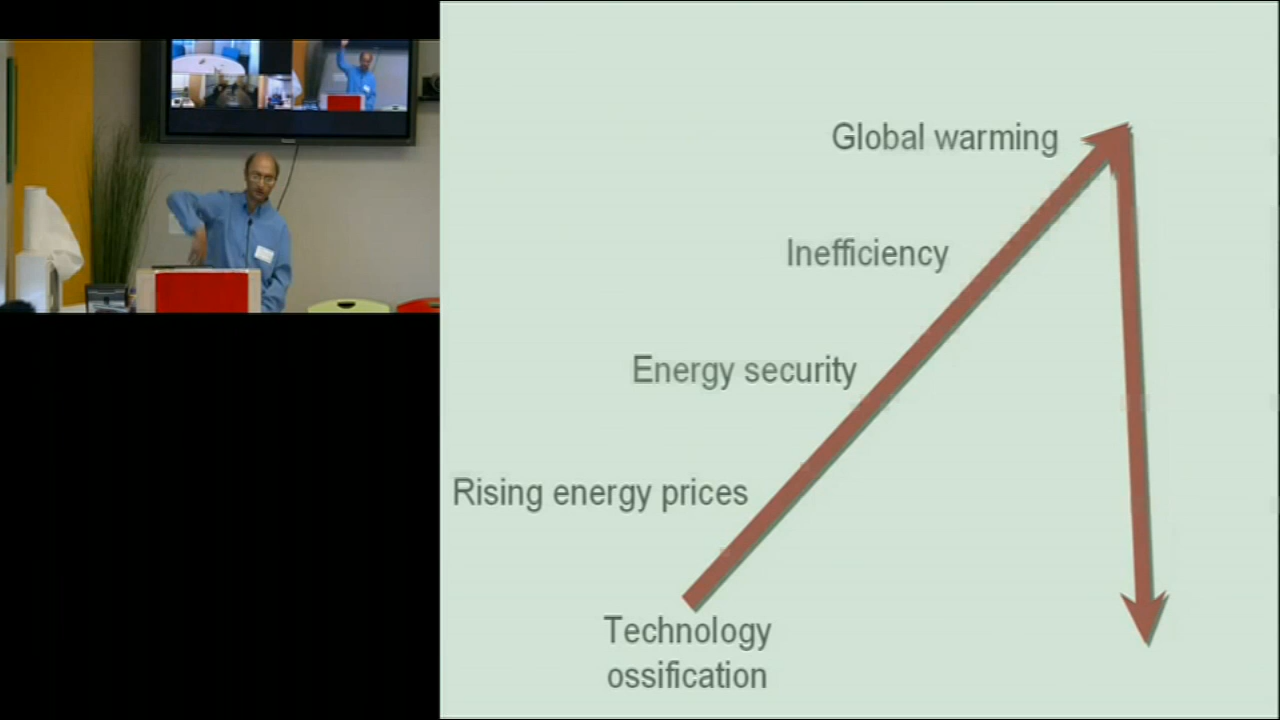 Global warming
Inefficiency
Energy security
Rising energy prices
Technology
ossification